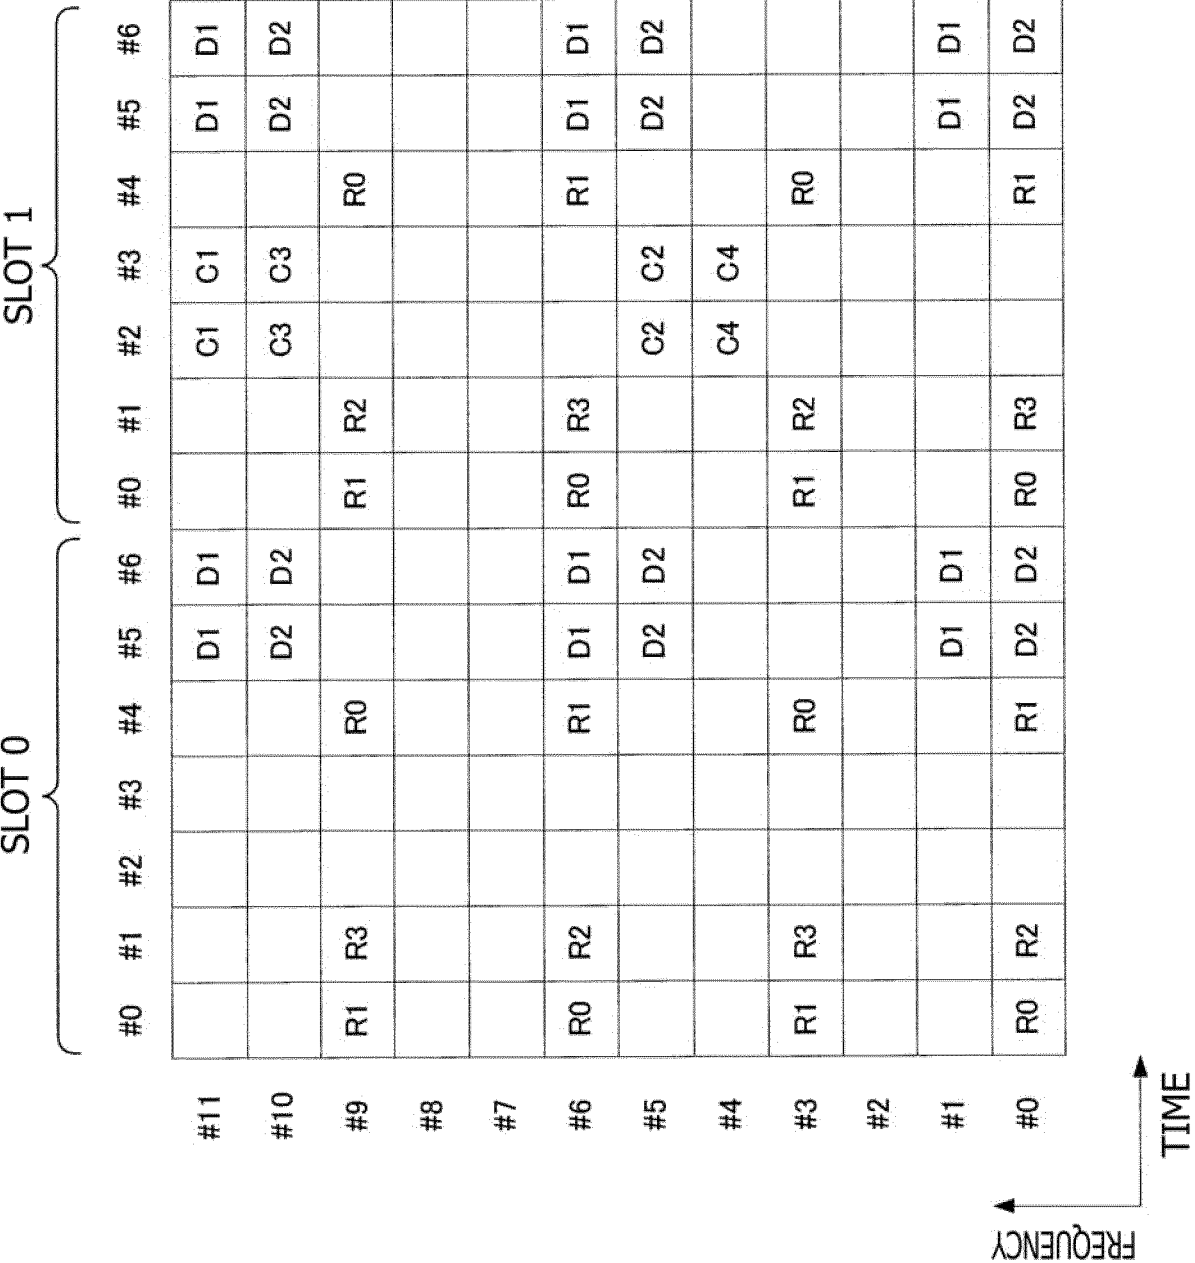 SLOT 0 SLOT 1
#0 #1 #2 #3 #4 #5 #6 #0 #1 #2 #3 #4 #5 #6
#11 D1 D1 C1 C1 D1 D1
#10 D2 D2 C3 C3 D2 D2
#9 R1 R3 R0 R1 R2 R0
#8
#7
#6 R0 R2 R1 D1 D1 R0 R3 R1 D1 D1
#5 D2 D2 C2 C2 D2 D2
#4 C4 C4
#3 R1 R3 R0 R1 R2 R0
#2
#1 D1 D1 D1 D1
#0 R0 R2 R1 D2 D2 R0 R3 R1 D2 D2
FREQUENCY
TIME